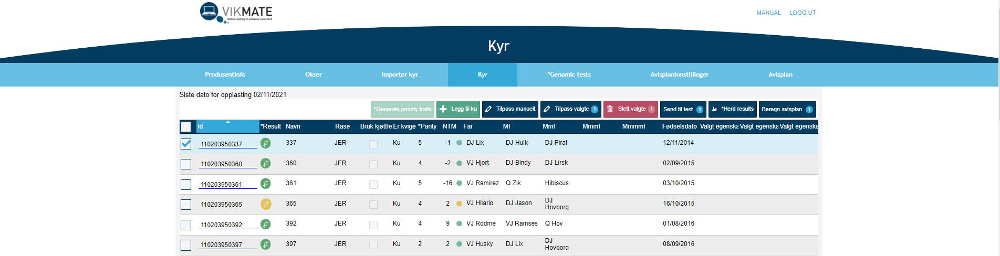 VIKMATE
Online mating to enhance your herd
MANUAL LOGG UT
Kyr
Produsentinfo Okser Importer kyr Kyr *Genomic tests Avlsplaninnstillinger Avlsplan
Siste dato for opplasting 02/11/2021
*Generate priority traits Legg til ku Tilpass manuelt Tilpass valgte 1 Slett valgte 1 Send til test 1 *Herd results Beregn avlsplan 1
Id *Result Navn Rase Bruk kjøttfe Er kvige *Parity NTM Far Mf Mmf Mmmf Mmmmf Fødselsdato Valgt egenska Valgt egenska Valgt egenska
110203950337 337 JER Ku 5 -1 DJ Lix DJ Hulk DJ Pirat 12/11/2014
110203950360 360 JER Ku 4 -2 VJ Hjort DJ Bindy DJ Lirsk 02/09/2015
110203950361 361 JER Ku 5 -16 VJ Ramirez Q Zik Hibiscus 03/10/2015
110203950365 365 JER Ku 4 2 VJ Hilario DJ Jason DJ Hovborg 16/10/2015
110203950392 392 JER Ku 4 9 VJ Rodme VJ Ramses Q Hov 01/08/2016
110203950397 397 JER Ku 2 2 VJ Husky DJ Lix DJ Hovborg 08/09/2016